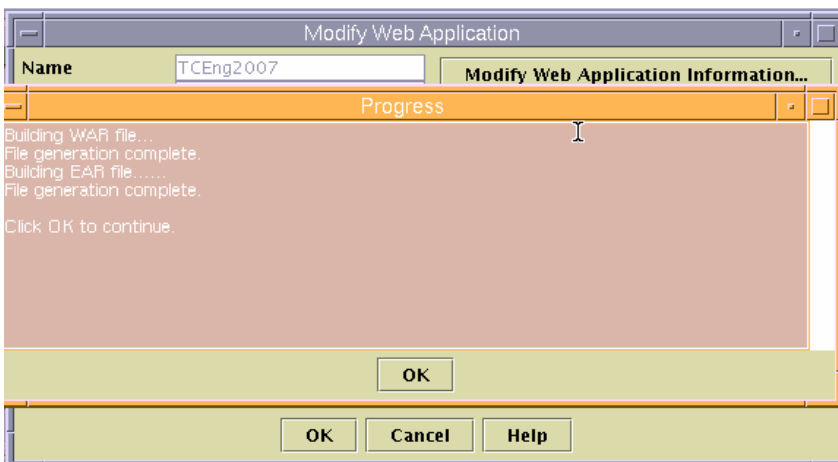 Modify Web Application
Name
TCEng2007
Modify Web Application Information...
Progress
Building WAR file...
File generation complete.
Building EAR file......
File generation complete.
Click OK to continue.
OK
OK
Cancel
Help